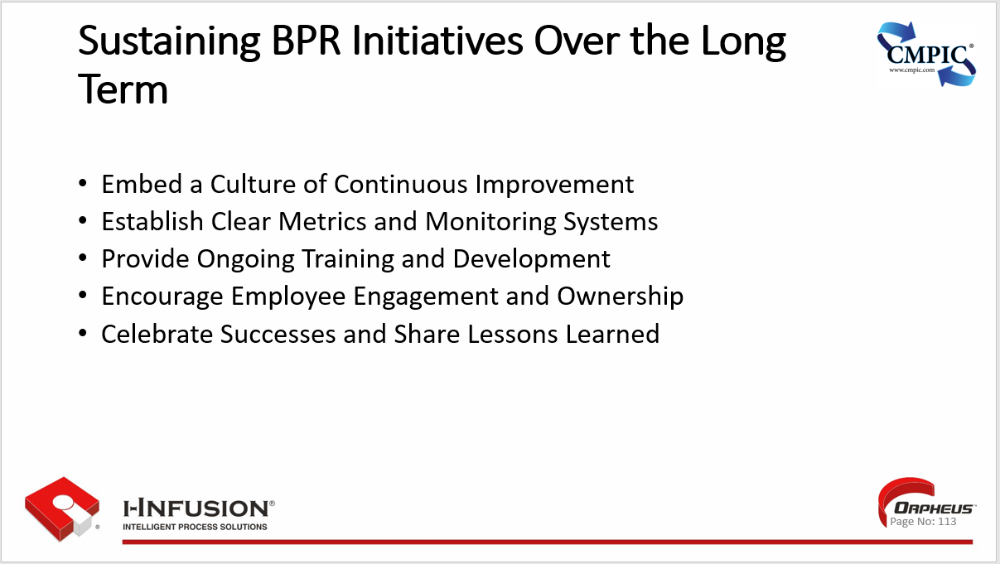 Sustaining BPR Initiatives Over the Long
Term
CMPIC®
www.cmpic.com
• Embed a Culture of Continuous Improvement
• Establish Clear Metrics and Monitoring Systems
• Provide Ongoing Training and Development
• Encourage Employee Engagement and Ownership
• Celebrate Successes and Share Lessons Learned
®
I-INFUSION®
INTELLIGENT PROCESS SOLUTIONS
ORPHEUS™
Page No: 113